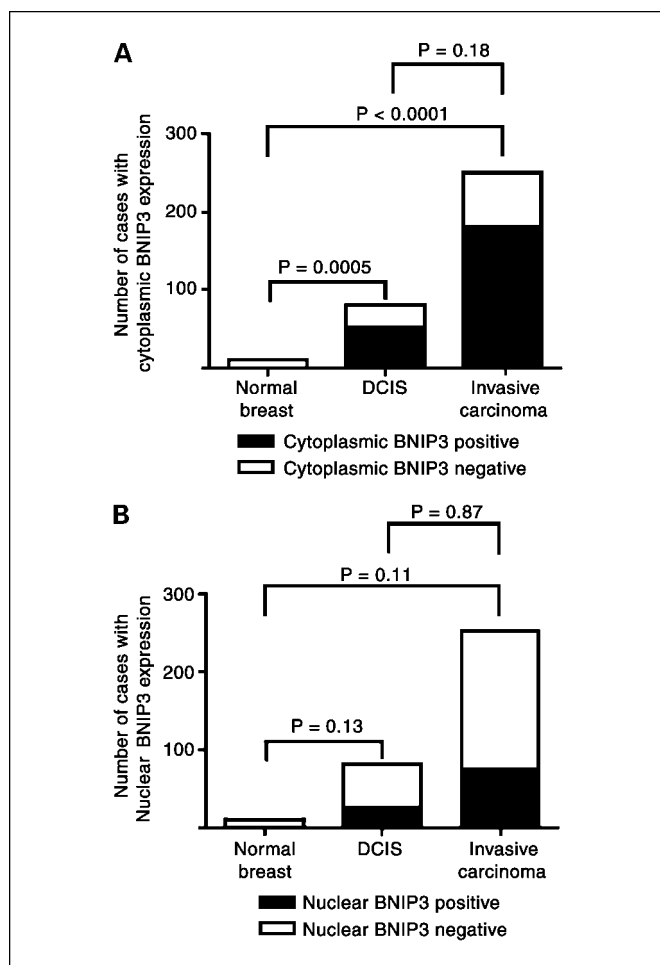 A
P = 0.18
P < 0.0001
300
200
100
P = 0.0005
Number of cases with
cytoplasmic BNIP3 expression
Normal
breast
DCIS
Invasive
carcinoma
Cytoplasmic BNIP3 positive
Cytoplasmic BNIP3 negative
B
P = 0.87
P = 0.11
300
200
100
P = 0.13
Number of cases with
Nuclear BNIP3 expression
Normal
breast
DCIS
Invasive
carcinoma
Nuclear BNIP3 positive
Nuclear BNIP3 negative